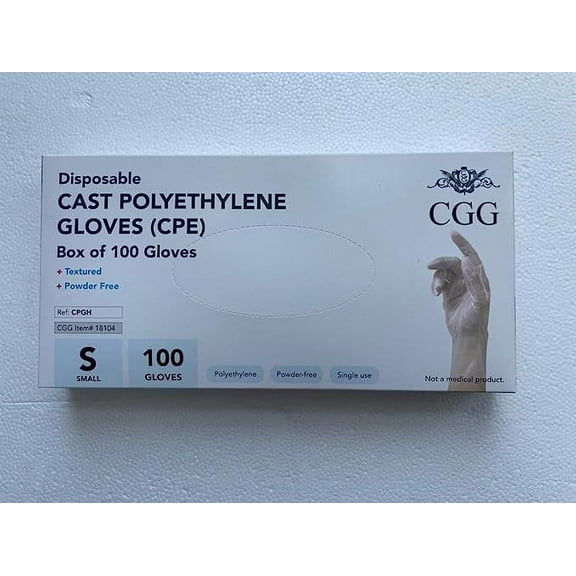 Disposable
CAST POLYETHYLENE
GLOVES (CPE)
Box of 100 Gloves
+ Textured
+ Powder Free
Ref: CPGH
CGG Item# 18104
S
SMALL
100
GLOVES
Polyethylene
Powder-free
Single use
CGG
Not a medical product.